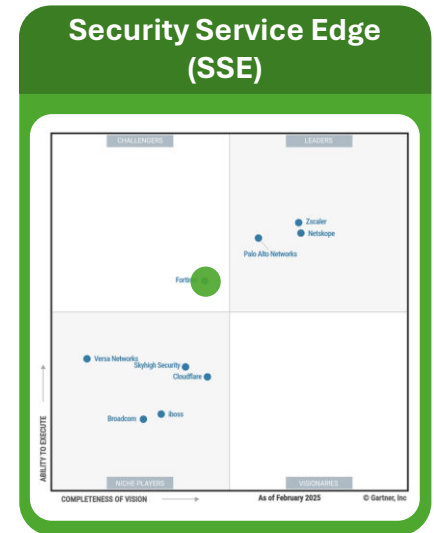 Security Service Edge
(SSE)
CHALLENGERS
LEADERS
Zscaler
Netskope
Palo Alto Networks
Versa Networks
Skyhigh Security
Cloudflare
Broadcom
iboss
NICHE PLAYERS
VISIONARIES
ABILITY TO EXECUTE
COMPLETENESS OF VISION
As of February 2025
© Gartner, Inc